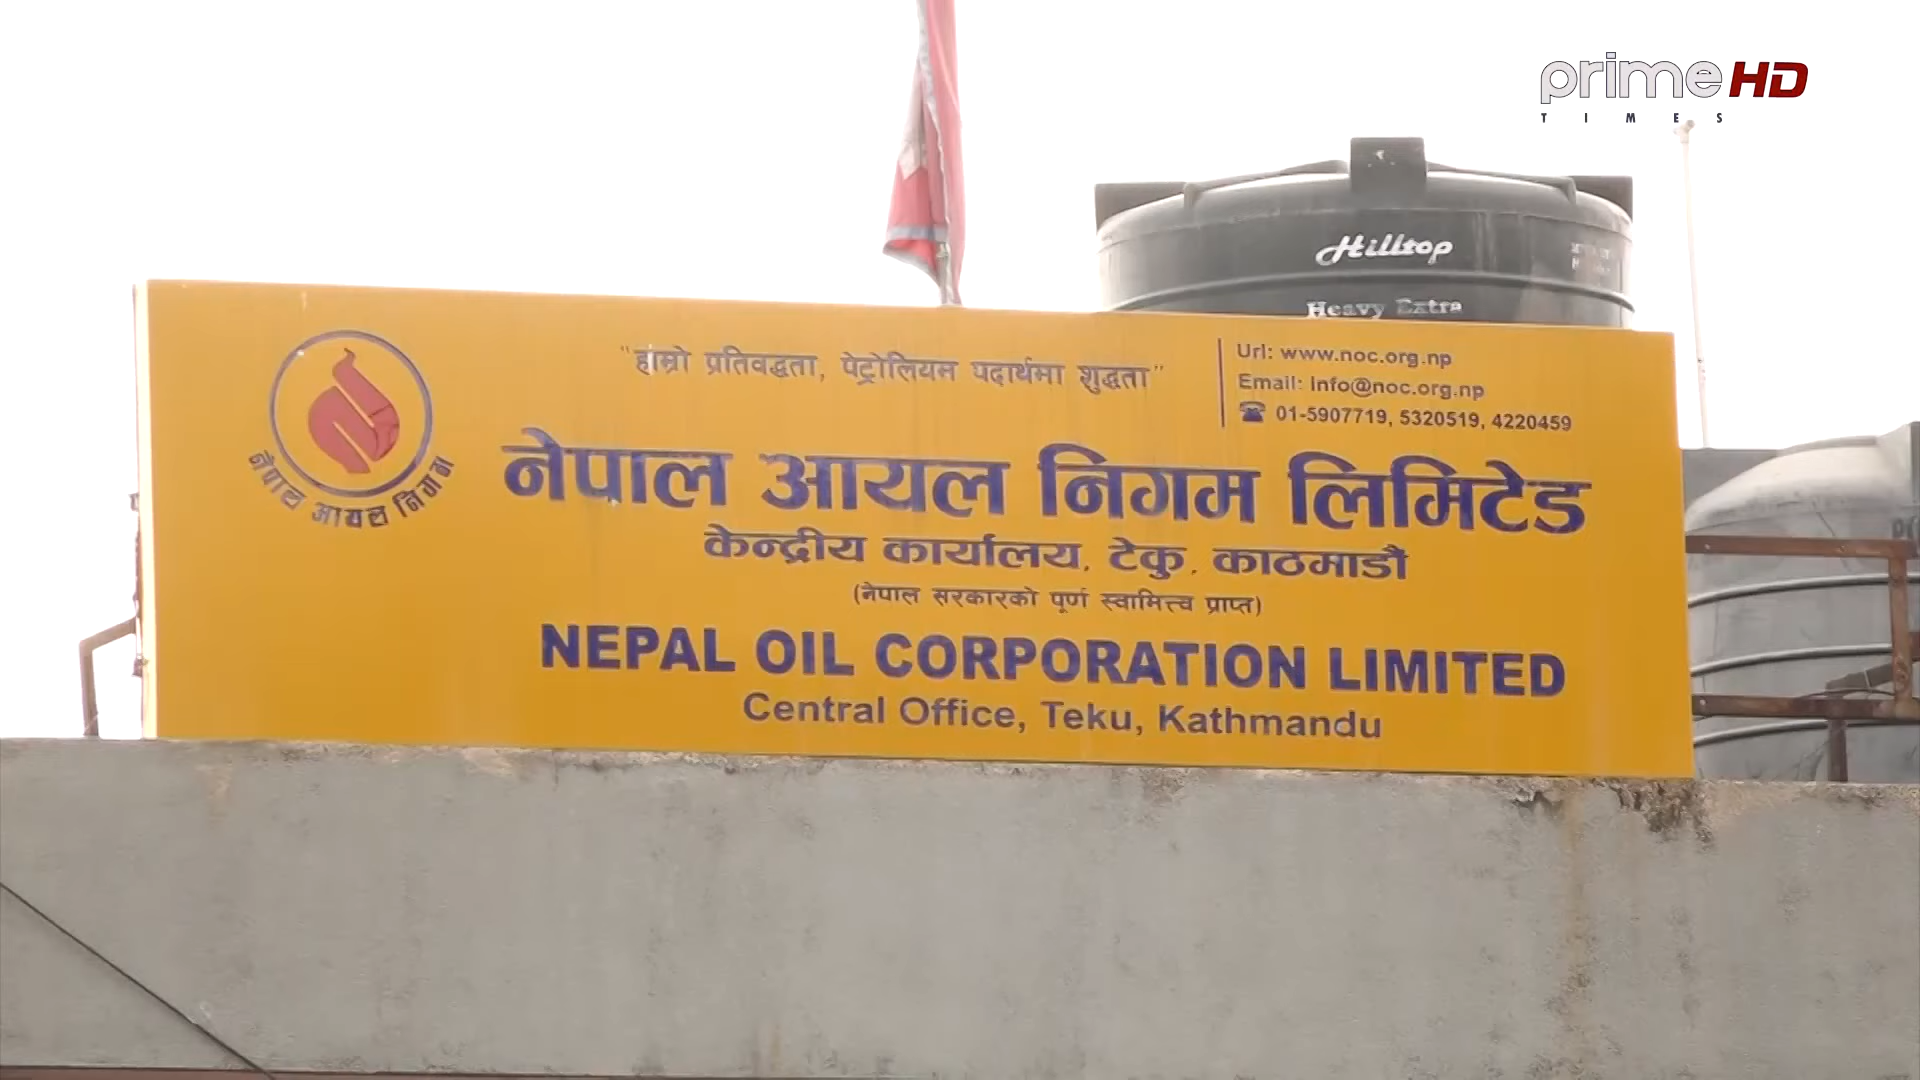 prime HD
TIMES
Hilltop
Heavy Extra
"हाम्रो प्रतिवद्धता, पेट्रोलियम पदार्थमा शुद्धता"
Url: www.noc.org.np
Email: info@noc.org.np
01-5907719, 5320519, 4220459
नेपाल आयल निगम
नेपाल आयल निगम लिमिटेड
केन्द्रीय कार्यालय, टेकु, काठमाडौं
(नेपाल सरकारको पूर्ण स्वामित्त्व प्राप्त)
NEPAL OIL CORPORATION LIMITED
Central Office, Teku, Kathmandu